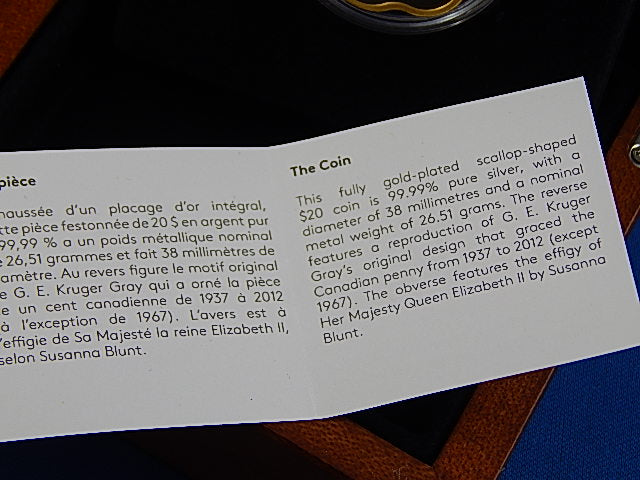 pièce
d'un placage d'or intégral,
pièce festonnée de 20 $ en argent pur
99,99 % a un poids métallique nominal
26,51 grammes et fait 38 millimètres de
Au revers figure le motif original
G. E. Kruger Gray qui a orné la pièce
un cent canadienne de 1937 à 2012
à l'exception de 1967). L'avers est à
l'effigie de Sa Majesté la reine Elizabeth II,
selon Susanna Blunt.
The Coin
This fully gold-plated scallop-shaped
$20 coin is 99.99% pure silver, with a
diameter of 38 millimetres and a nominal
metal weight of 26.51 grams. The reverse
features a reproduction of G. E. Kruger
Gray's original design that graced the
Canadian penny from 1937 to 2012 (except
1967). The obverse features the effigy of
Her Majesty Queen Elizabeth II by Susanna
Blunt.